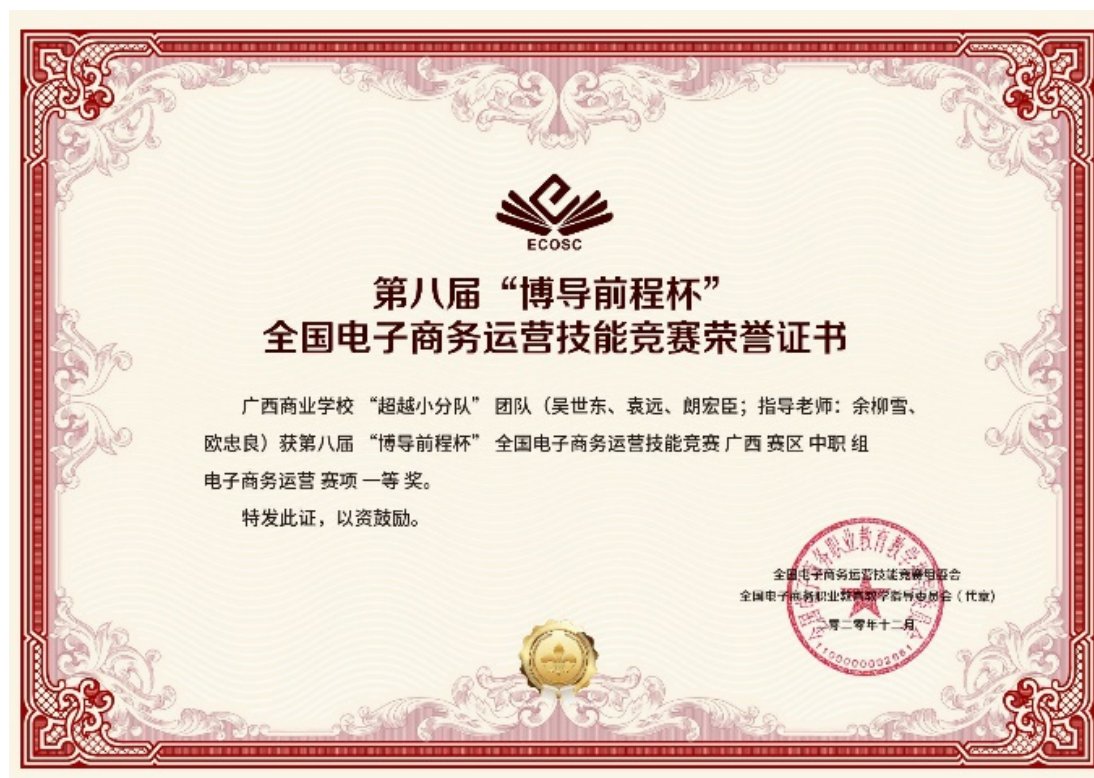 ECOSC
第八届“博导前程杯”
全国电子商务运营技能竞赛荣誉证书
广西商业学校 “超越小分队” 团队（吴世东、袁远、朗宏臣；指导老师：余柳雪、
欧忠良）获第八届 “博导前程杯” 全国电子商务运营技能竞赛 广西 赛区 中职 组
电子商务运营 赛项 一等 奖。
特发此证，以资鼓励。
全国电子商务运营技能竞赛组委会
全国电子商务职业教育教学指导委员会（代章）
二零二零年十二月